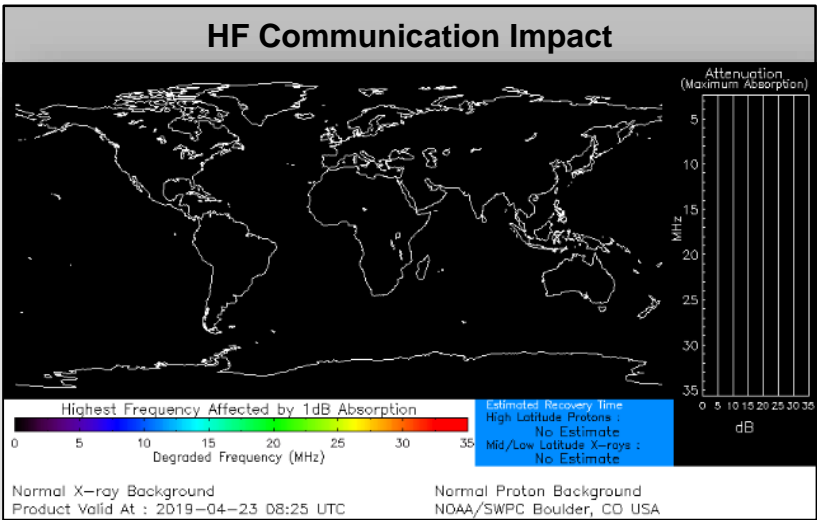 HF Communication Impact
Attenuation
(Maximum Absorption)
5
10
15
20
25
30
35
MHz
0 5 10 15 20 25 30 35
dB
Highest Frequency Affected by 1dB Absorption
0 5 10 15 20 25 30 35
Degraded Frequency (MHz)
Estimated Recovery Time
High Latitude Protons :
No Estimate
Mid/Low Latitude X-rays :
No Estimate
Normal X-ray Background
Product Valid At : 2019-04-23 08:25 UTC
Normal Proton Background
NOAA/SWPC Boulder, CO USA